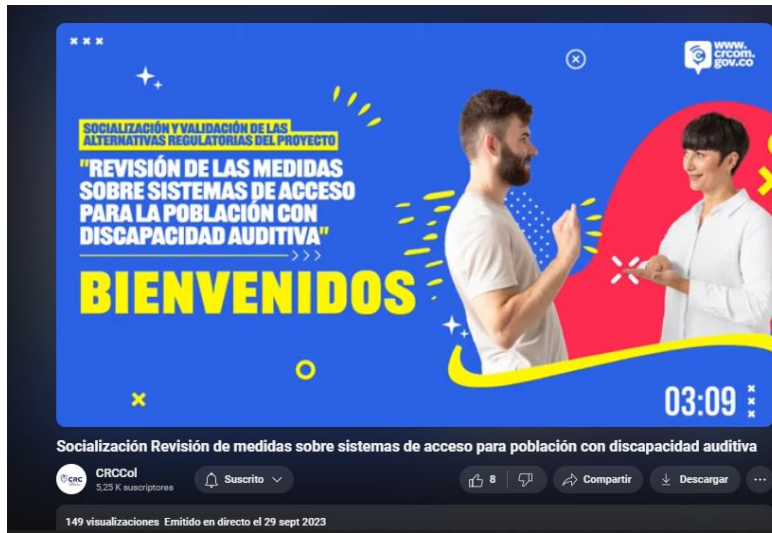 www.
crcom.
gov.co
SOCIALIZACIÓN Y VALIDACIÓN DE LAS
ALTERNATIVAS REGULATORIAS DEL PROYECTO
"REVISIÓN DE LAS MEDIDAS
SOBRE SISTEMAS DE ACCESO
PARA LA POBLACIÓN CON
DISCAPACIDAD AUDITIVA"
BIENVENIDOS
03:09
Socialización Revisión de medidas sobre sistemas de acceso para población con discapacidad auditiva
CRC
CRCCol
5,25 K suscriptores
Suscrito
8
Compartir
Descargar
149 visualizaciones Emitido en directo el 29 sept 2023